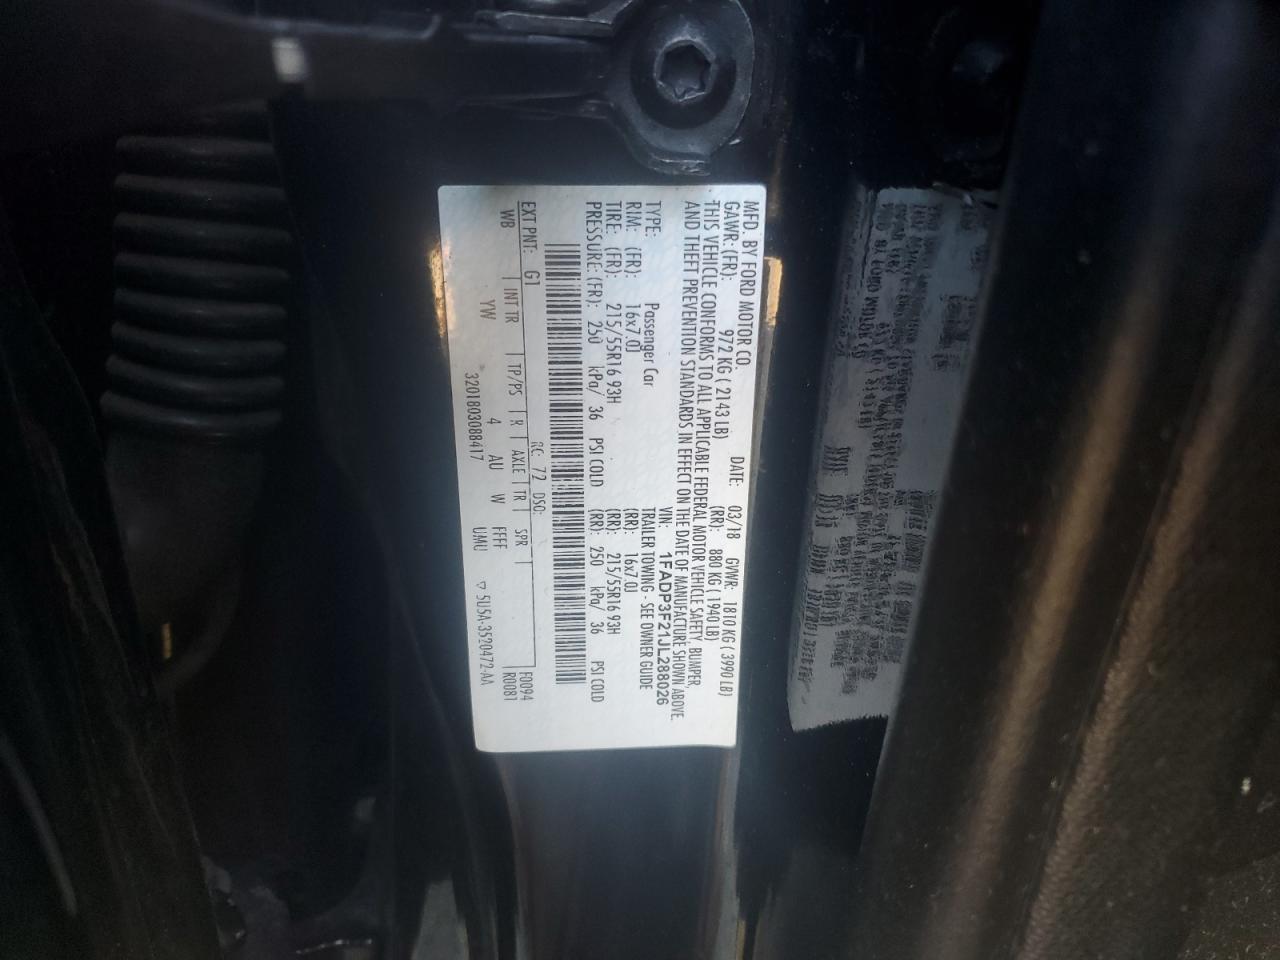 MFD. BY FORD MOTOR CO.
DATE: 03/18 GVWR: 1810 KG ( 3990 LB)
GAWR: (FR): 972 KG ( 2143 LB) (RR): 880 KG ( 1940 LB)
THIS VEHICLE CONFORMS TO ALL APPLICABLE FEDERAL MOTOR VEHICLE SAFETY, BUMPER,
AND THEFT PREVENTION STANDARDS IN EFFECT ON THE DATE OF MANUFACTURE SHOWN ABOVE.
VIN: 1FADP3F21JL288026
TYPE: Passenger Car TRAILER TOWING - SEE OWNER GUIDE
RIM: (FR): 16x7.0J (RR): 16x7.0J
TIRE: (FR): 215/55R16 93H (RR): 215/55R16 93H
PRESSURE: (FR): 250 kPa/ 36 PSI COLD (RR): 250 kPa/ 36 PSI COLD
EXT PNT: G1 RC: 72 DSO: F0094
WB | INT TR | TP/PS | R | AXLE | TR | SPR | R0081
YW 4 AU W FFFF UMU ▽ 5U5A-3520472-AA
3201803088417